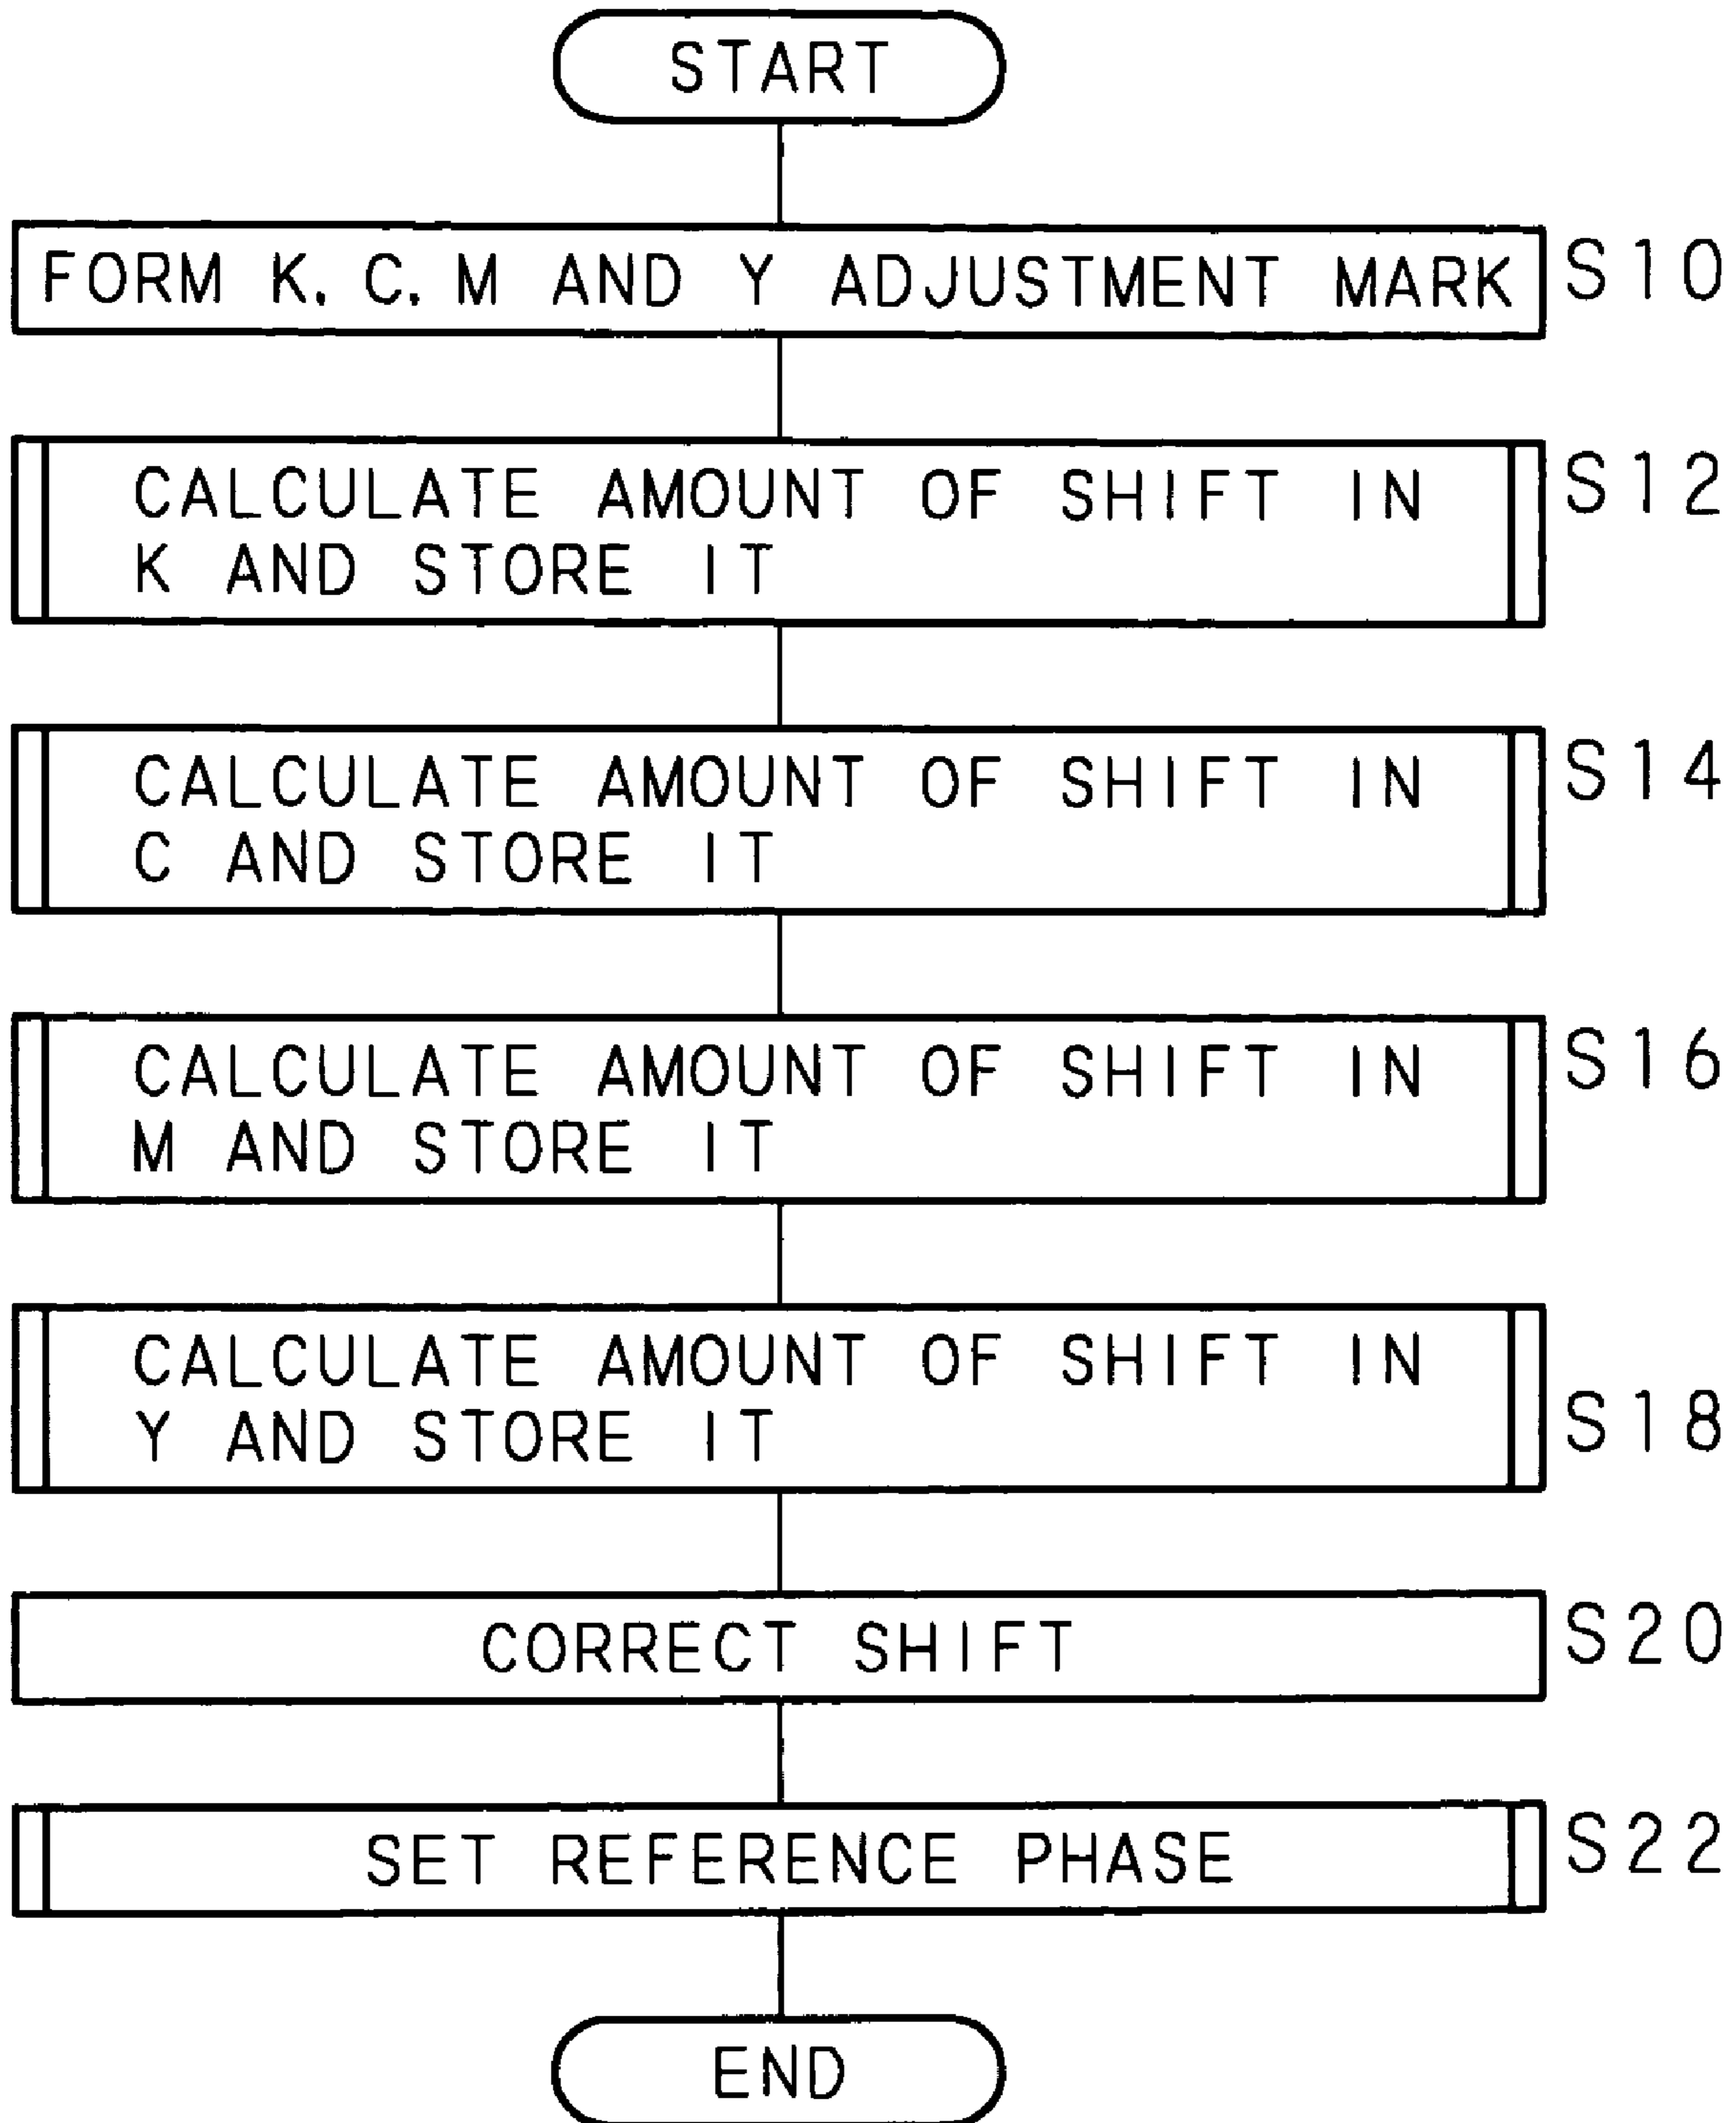 START
FORM K, C, M AND Y ADJUSTMENT MARK S10
CALCULATE AMOUNT OF SHIFT IN S12
K AND STORE IT
CALCULATE AMOUNT OF SHIFT IN S14
C AND STORE IT
CALCULATE AMOUNT OF SHIFT IN S16
M AND STORE IT
CALCULATE AMOUNT OF SHIFT IN
Y AND STORE IT S18
CORRECT SHIFT S20
SET REFERENCE PHASE S22
END